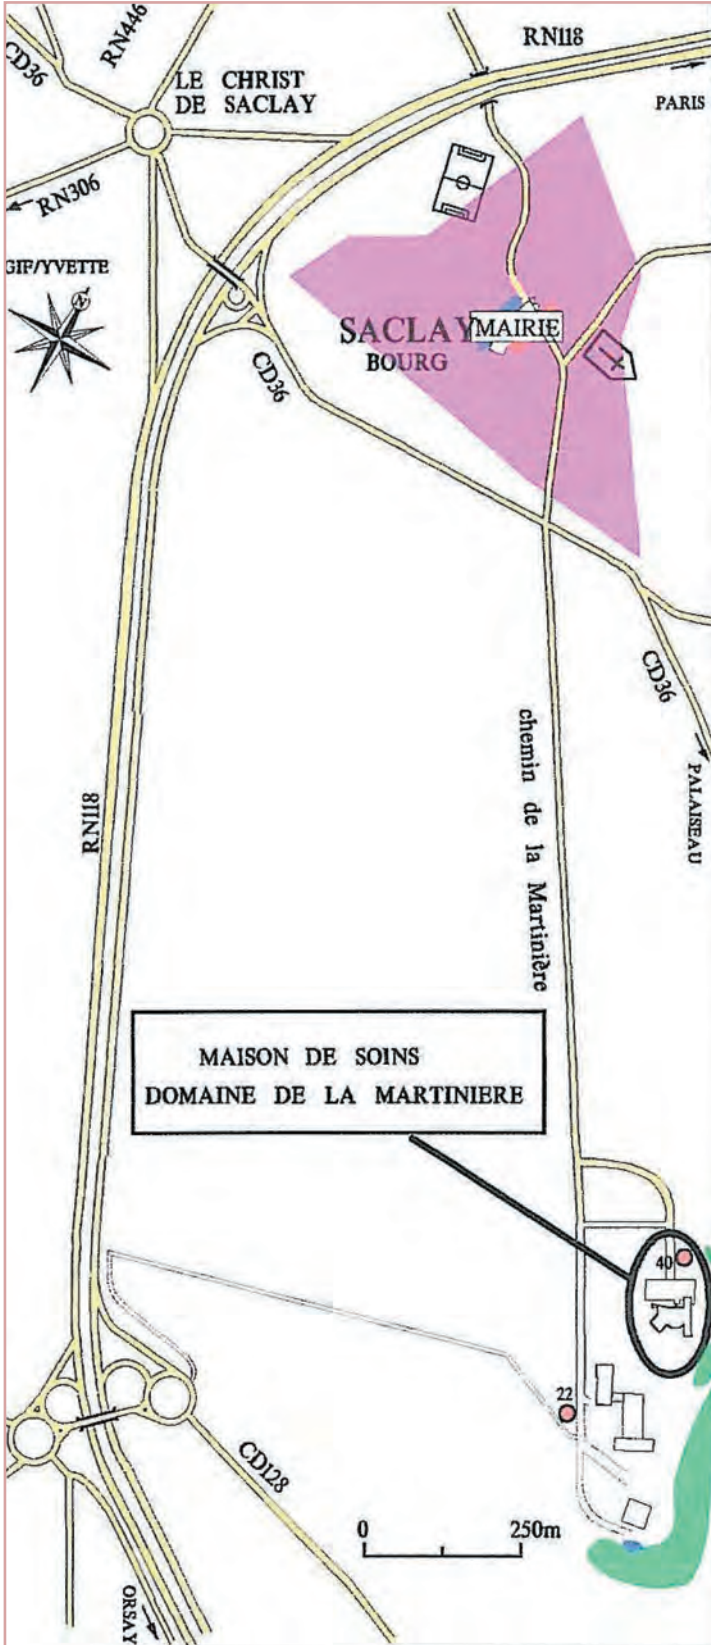 RN446
CD36
RN118
LE CHRIST
DE SACLAY
PARIS
RN306
GIF/YVETTE
N
SACLAY
MAIRIE
BOURG
CD36
CD36
PALAISEAU
chemin de la Martinière
RN118
MAISON DE SOINS
DOMAINE DE LA MARTINIERE
40
22
CD128
0 250m
ORSAY